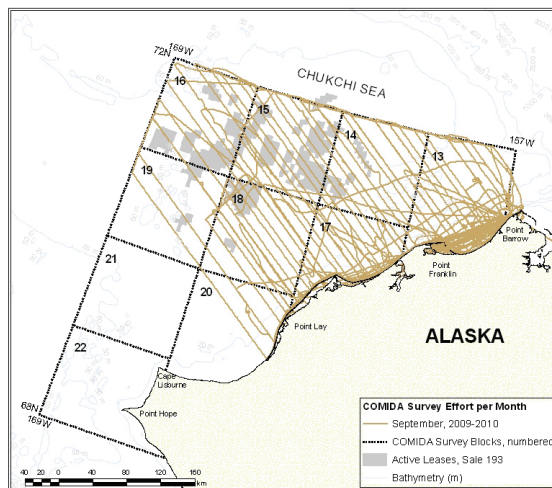 169W
72N
CHUKCHI SEA
16
15
14
13
157W
19
18
17
21
20
22
Point Barrow
Point Franklin
Point Lay
ALASKA
Cape Lisburne
Point Hope
68N
169W
COMIDA Survey Effort per Month
September, 2009-2010
COMIDA Survey Blocks, numbered
Active Leases, Sale 193
Bathymetry (m)
40 20 0 40 80 120 160
km